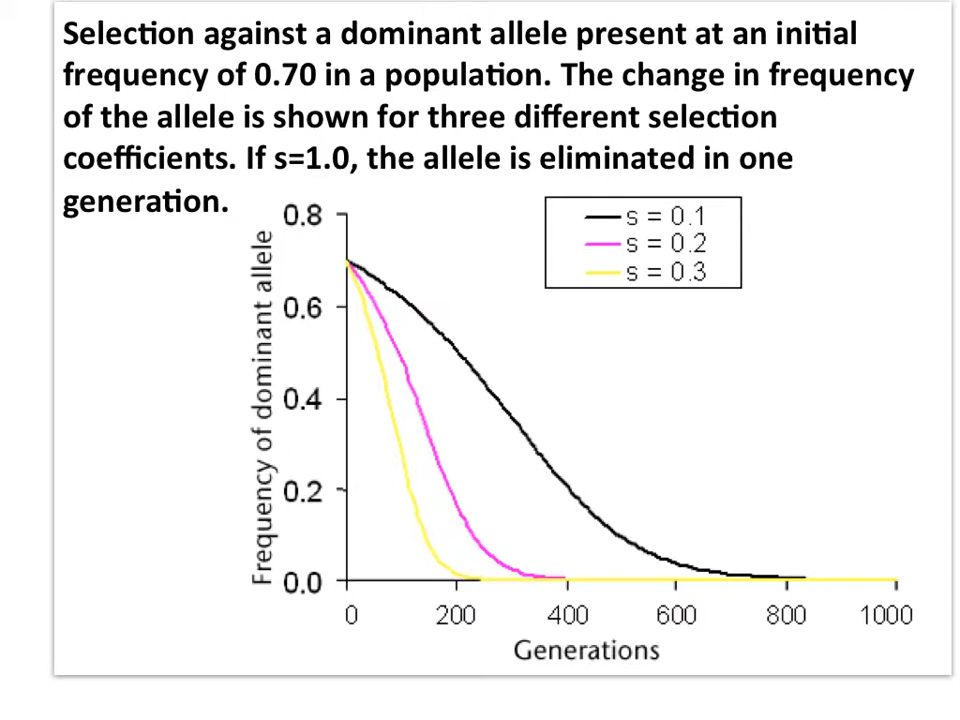 Selection against a dominant allele present at an initial
frequency of 0.70 in a population. The change in frequency
of the allele is shown for three different selection
coefficients. If s=1.0, the allele is eliminated in one
generation.
s = 0.1
s = 0.2
s = 0.3
Frequency of dominant allele
0.8
0.6
0.4
0.2
0.0
0 200 400 600 800 1000
Generations